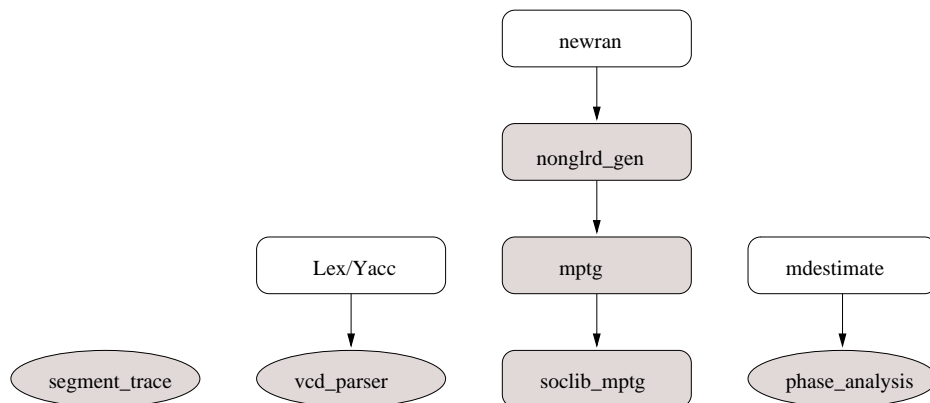 newran
nonglrd_gen
Lex/Yacc
mptg
mdestimate
segment_trace
vcd_parser
soclib_mptg
phase_analysis